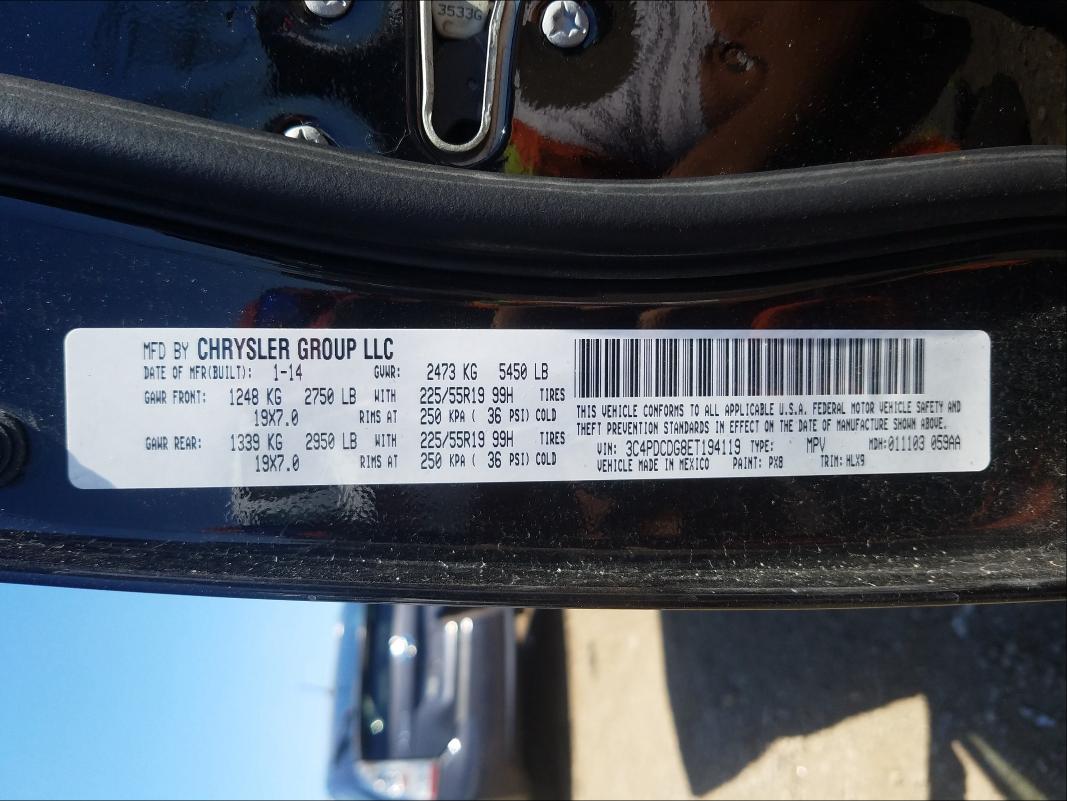 3533G
C
MFD BY CHRYSLER GROUP LLC
DATE OF MFR(BUILT): 1-14 GVWR: 2473 KG 5450 LB
GAWR FRONT: 1248 KG 2750 LB WITH 225/55R19 99H TIRES
19X7.0 RIMS AT 250 KPA ( 36 PSI) COLD
GAWR REAR: 1339 KG 2950 LB WITH 225/55R19 99H TIRES
19X7.0 RIMS AT 250 KPA ( 36 PSI) COLD
THIS VEHICLE CONFORMS TO ALL APPLICABLE U.S.A. FEDERAL MOTOR VEHICLE SAFETY AND
THEFT PREVENTION STANDARDS IN EFFECT ON THE DATE OF MANUFACTURE SHOWN ABOVE.
VIN: 3C4PDCDG8ET194119 TYPE: MPV MDH:011103 059AA
VEHICLE MADE IN MEXICO PAINT: PX8 TRIM: HLX9